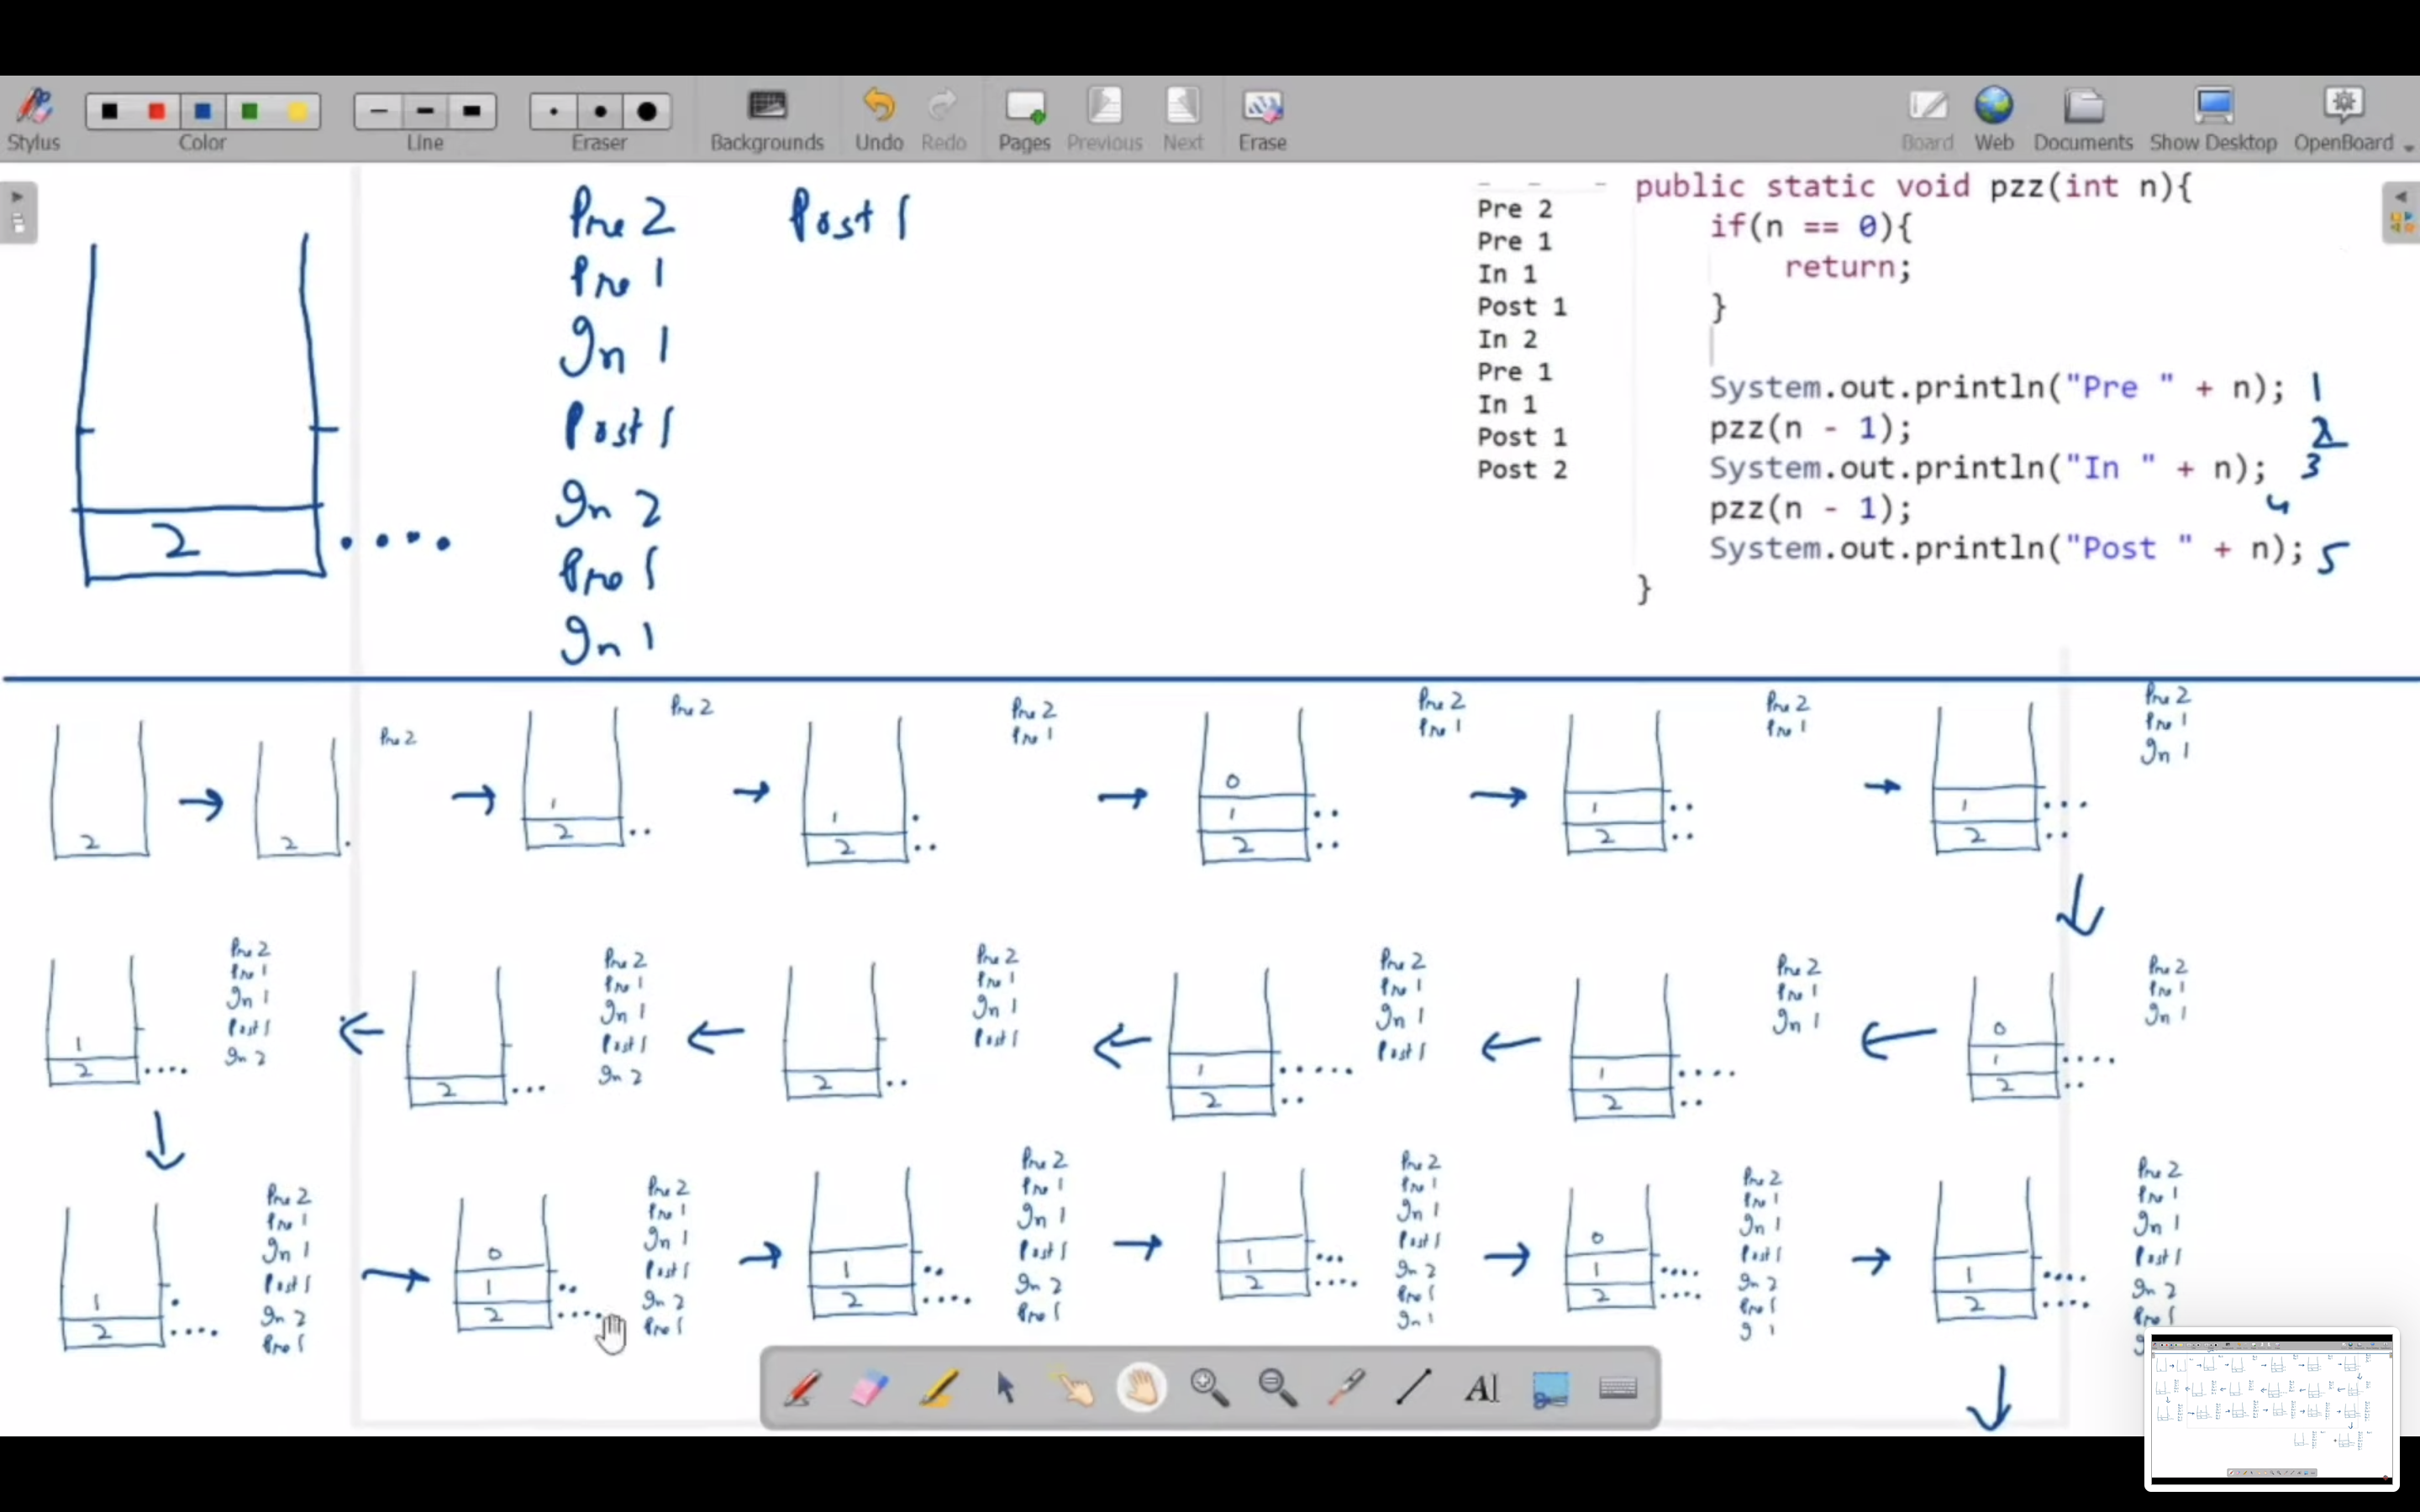 Stylus
Color
Line
Eraser
Backgrounds
Undo
Redo
Pages
Previous
Next
Erase
Board
Web
Documents
Show Desktop
OpenBoard
2
Pre 2
Pre 1
In 1
Post 1
In 2
Pre 1
In 1
Post 1
Pre 2
Pre 1
In 1
Post 1
In 2
Pre 1
In 1
Post 1
Post 2
public static void pzz(int n){
if(n == 0){
return;
}
System.out.println("Pre " + n); 1
pzz(n - 1); 2
System.out.println("In " + n); 3
pzz(n - 1); 4
System.out.println("Post " + n); 5
}
2
2
Pre 2
1
2
Pre 2
1
2
Pre 2
Pre 1
0
1
2
Pre 2
Pre 1
1
2
Pre 2
Pre 1
1
2
Pre 2
Pre 1
In 1
0
1
2
Pre 2
Pre 1
In 1
1
2
Pre 2
Pre 1
In 1
1
2
Pre 2
Pre 1
In 1
Post 1
2
Pre 2
Pre 1
In 1
Post 1
2
Pre 2
Pre 1
In 1
Post 1
In 2
1
2
Pre 2
Pre 1
In 1
Post 1
In 2
1
2
Pre 2
Pre 1
In 1
Post 1
In 2
Pre 1
0
1
2
Pre 2
Pre 1
In 1
Post 1
In 2
Pre 1
1
2
Pre 2
Pre 1
In 1
Post 1
In 2
Pre 1
1
2
Pre 2
Pre 1
In 1
Post 1
In 2
Pre 1
In 1
0
1
2
Pre 2
Pre 1
In 1
Post 1
In 2
Pre 1
1
2
Pre 2
Pre 1
In 1
Post 1
In 2
Pre 1